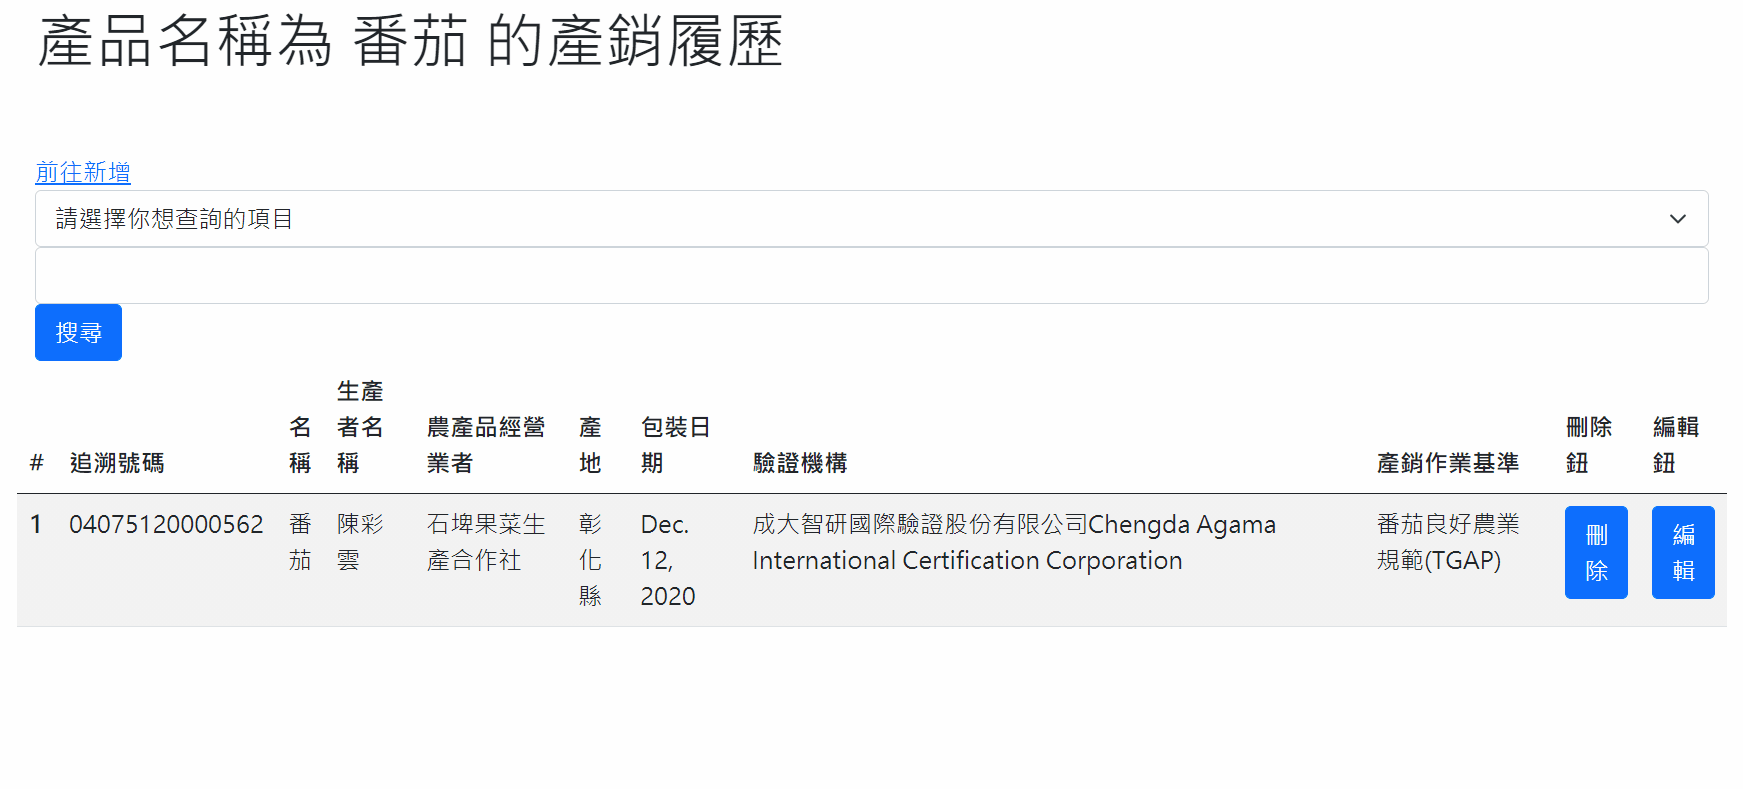 產品名稱為 番茄 的產銷履歷
前往新增
請選擇你想查詢的項目
搜尋
# 追溯號碼 名稱 生產者名稱 農產品經營業者 產地 包裝日期 驗證機構 產銷作業基準 刪除鈕 編輯鈕
1 04075120000562 番茄 陳彩雲 石埤果菜生產合作社 彰化縣 Dec. 12, 2020 成大智研國際驗證股份有限公司Chengda Agama International Certification Corporation 番茄良好農業規範(TGAP) 刪除 編輯